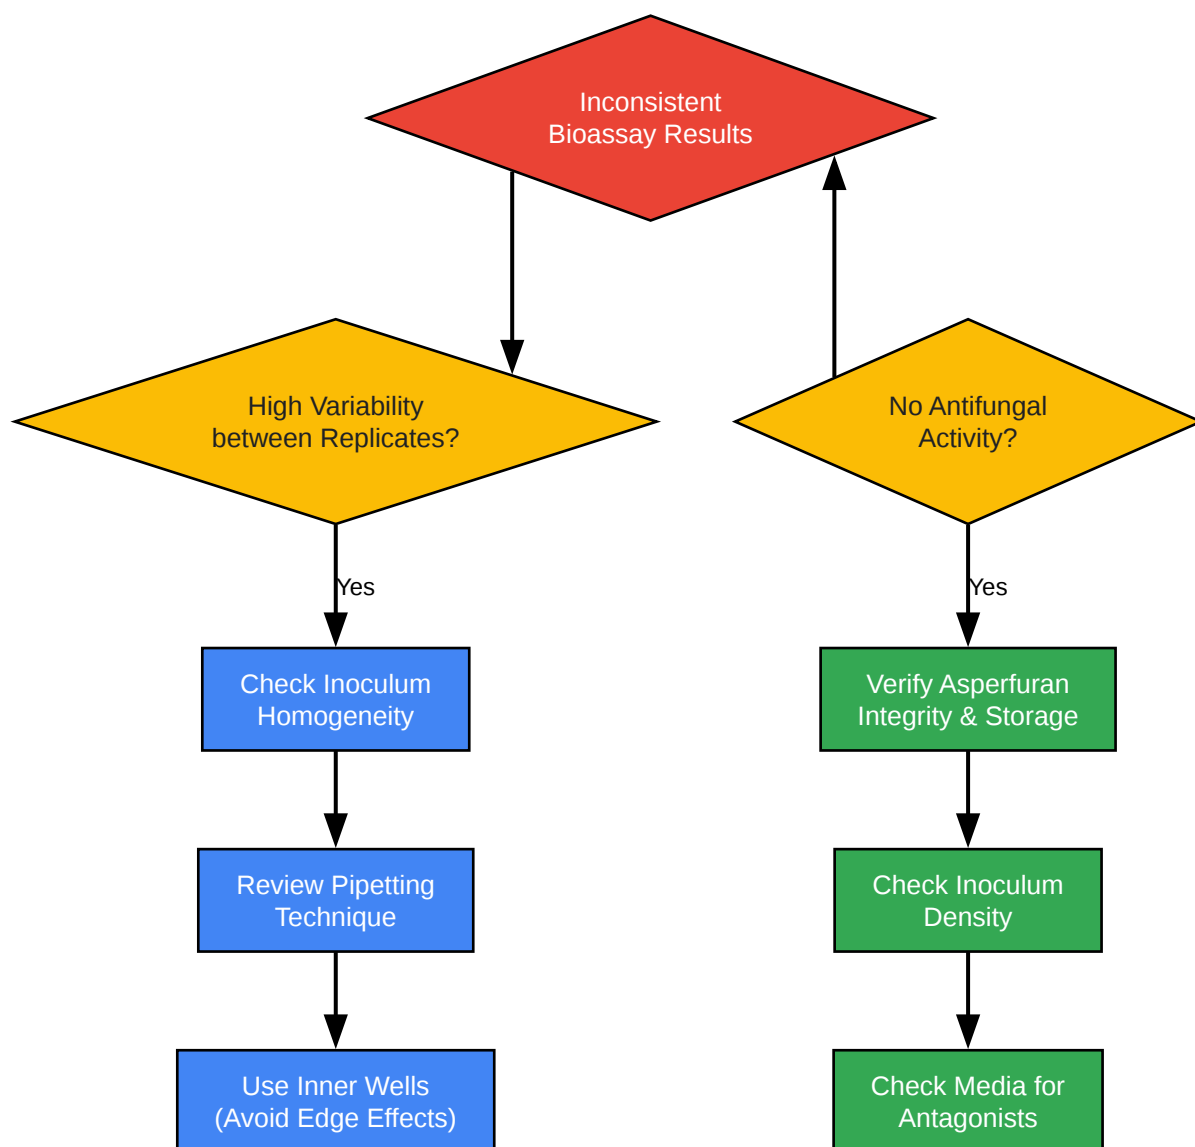 Inconsistent
Bioassay Results
High Variability
between Replicates?
No Antifungal
Activity?
Yes
Yes
Check Inoculum
Homogeneity
Verify Asperfuran
Integrity & Storage
Review Pipetting
Technique
Check Inoculum
Density
Use Inner Wells
(Avoid Edge Effects)
Check Media for
Antagonists